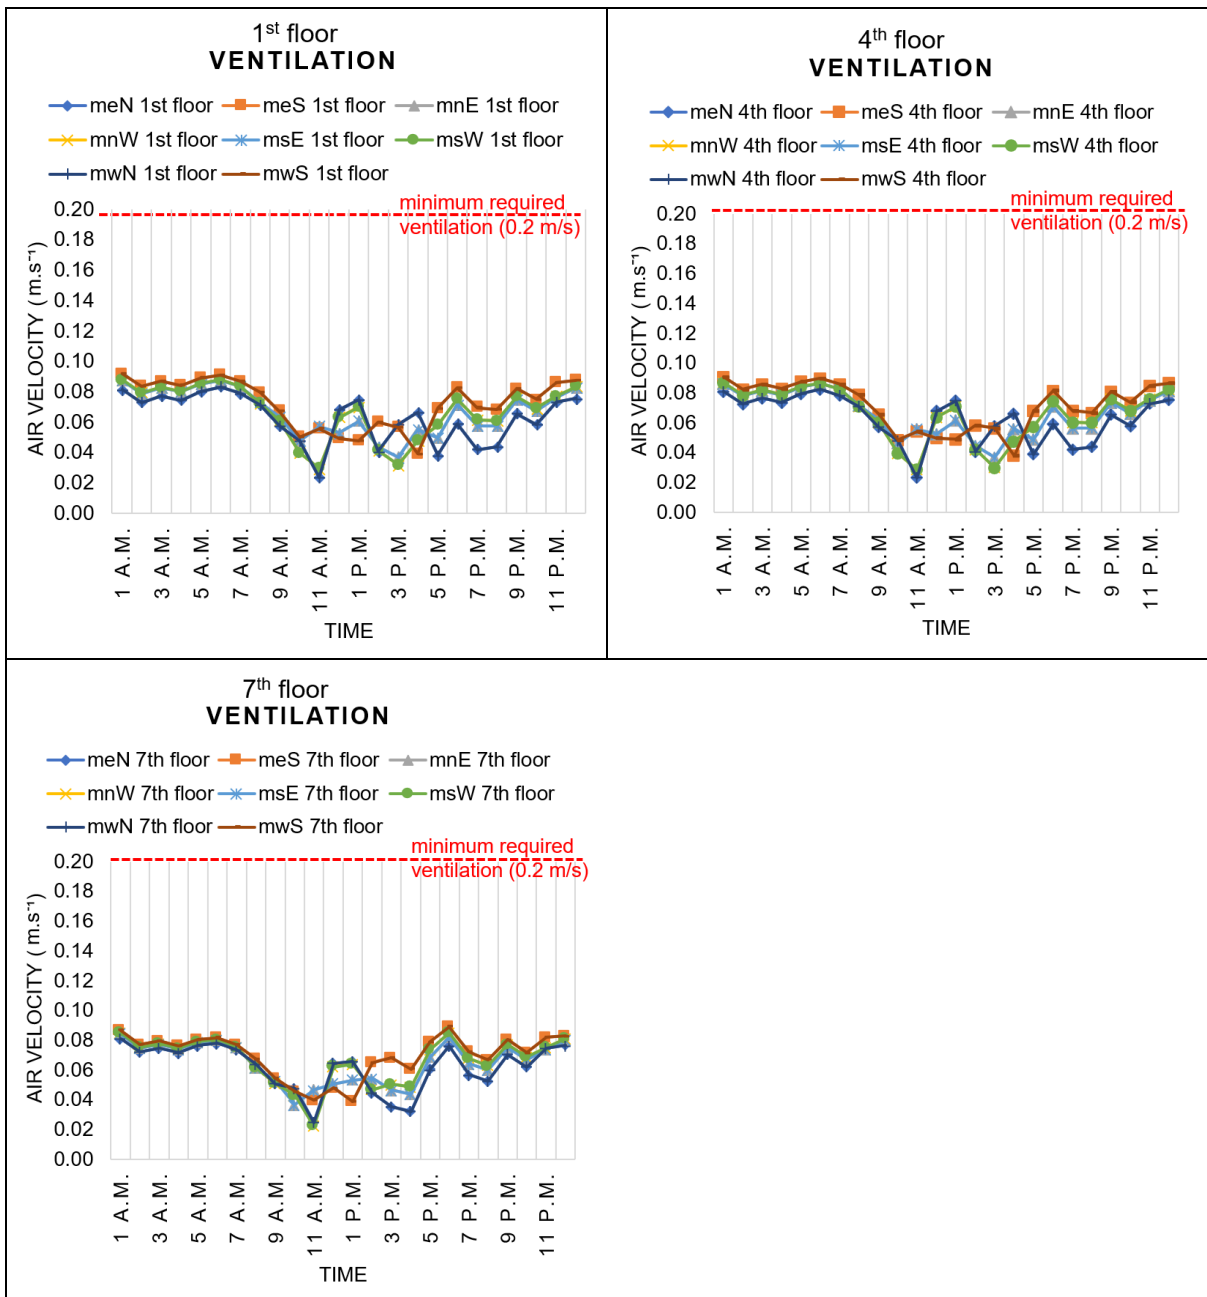 1st floor
VENTILATION
meN 1st floor meS 1st floor mnE 1st floor
mnW 1st floor msE 1st floor msW 1st floor
mwN 1st floor mwS 1st floor
minimum required
ventilation (0.2 m/s)
AIR VELOCITY ( m.s⁻¹)
0.20
0.18
0.16
0.14
0.12
0.10
0.08
0.06
0.04
0.02
0.00
1 A.M. 3 A.M. 5 A.M. 7 A.M. 9 A.M. 11 A.M. 1 P.M. 3 P.M. 5 P.M. 7 P.M. 9 P.M. 11 P.M.
TIME
4th floor
VENTILATION
meN 4th floor meS 4th floor mnE 4th floor
mnW 4th floor msE 4th floor msW 4th floor
mwN 4th floor mwS 4th floor
minimum required
ventilation (0.2 m/s)
AIR VELOCITY ( m.s⁻¹)
0.20
0.18
0.16
0.14
0.12
0.10
0.08
0.06
0.04
0.02
0.00
1 A.M. 3 A.M. 5 A.M. 7 A.M. 9 A.M. 11 A.M. 1 P.M. 3 P.M. 5 P.M. 7 P.M. 9 P.M. 11 P.M.
TIME
7th floor
VENTILATION
meN 7th floor meS 7th floor mnE 7th floor
mnW 7th floor msE 7th floor msW 7th floor
mwN 7th floor mwS 7th floor
minimum required
ventilation (0.2 m/s)
AIR VELOCITY ( m.s⁻¹)
0.20
0.18
0.16
0.14
0.12
0.10
0.08
0.06
0.04
0.02
0.00
1 A.M. 3 A.M. 5 A.M. 7 A.M. 9 A.M. 11 A.M. 1 P.M. 3 P.M. 5 P.M. 7 P.M. 9 P.M. 11 P.M.
TIME